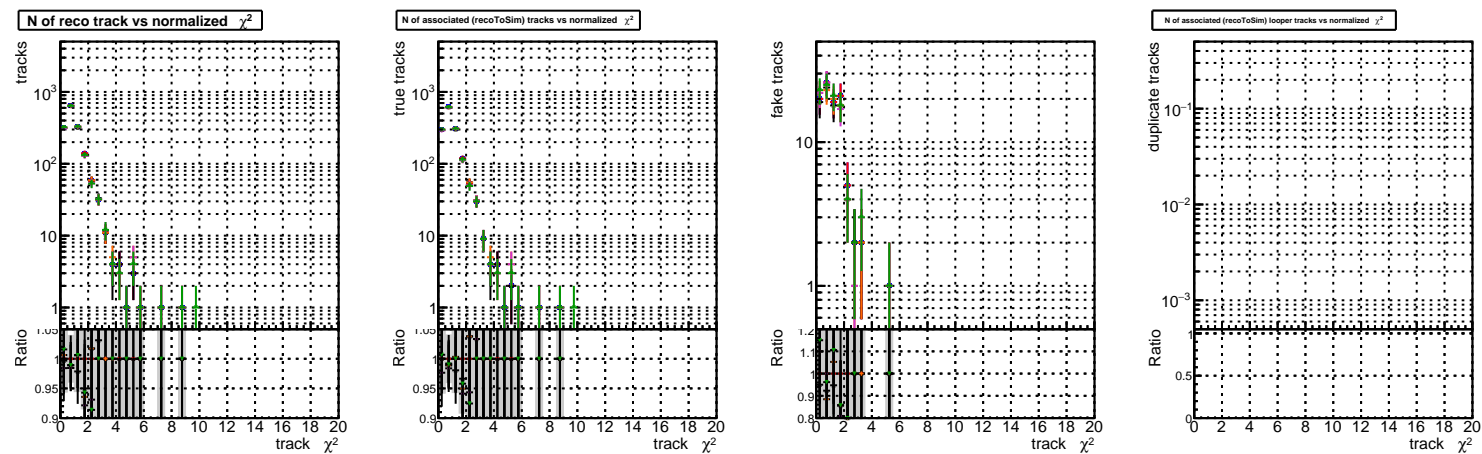 N of reco track vs normalized χ²
tracks
10³
10²
10
1
Ratio
1.05
1
0.95
0.9
0 2 4 6 8 10 12 14 16 18 20
track χ²
N of associated (recoToSim) tracks vs normalized χ²
true tracks
10³
10²
10
1
Ratio
1.05
1
0.95
0.9
0 2 4 6 8 10 12 14 16 18 20
track χ²
fake tracks
10
1
Ratio
1.2
1.1
1
0.9
0.8
0 2 4 6 8 10 12 14 16 18 20
track χ²
N of associated (recoToSim) looper tracks vs normalized χ²
duplicate tracks
10⁻¹
10⁻²
10⁻³
Ratio
1
0.5
0
0 2 4 6 8 10 12 14 16 18 20
track χ²